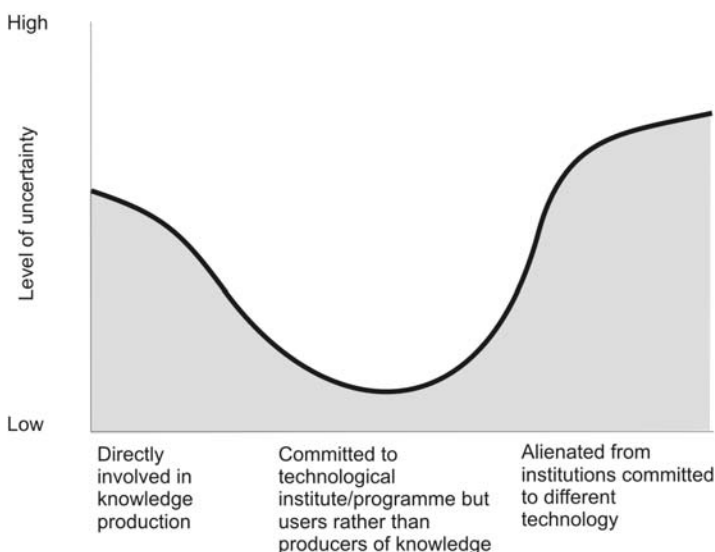 High
Level of uncertainty
Low
Directly
involved in
knowledge
production
Committed to
technological
institute/programme but
users rather than
producers of knowledge
Alienated from
institutions committed
to different
technology